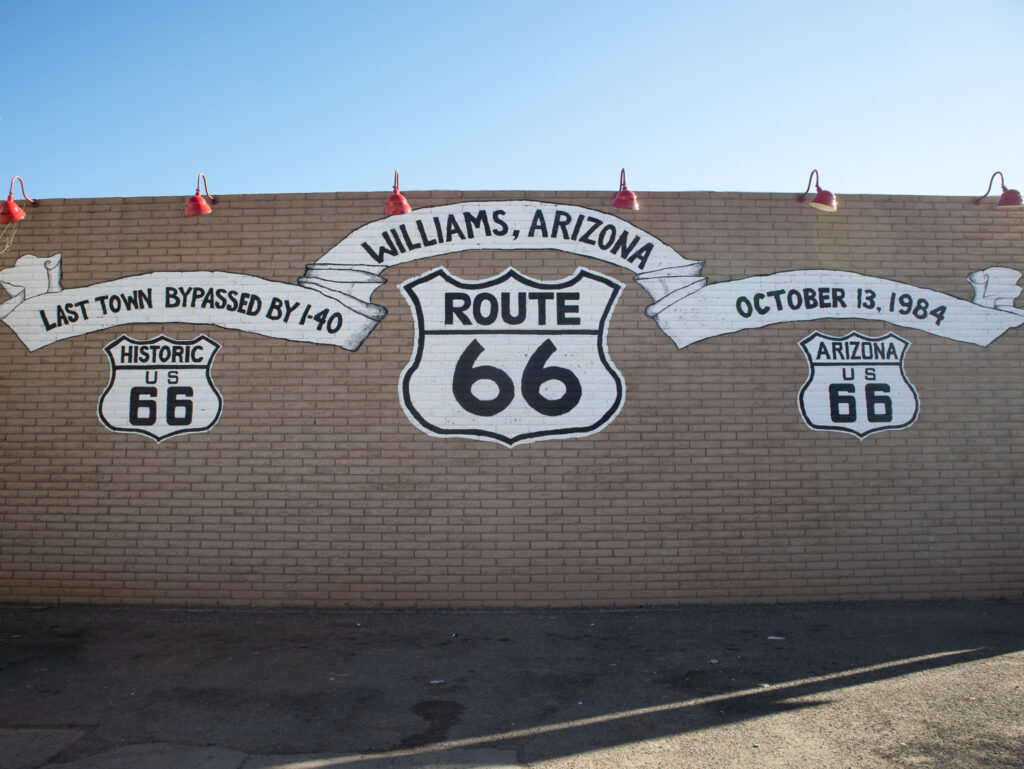 WILLIAMS, ARIZONA
LAST TOWN BYPASSED BY I-40
OCTOBER 13, 1984
HISTORIC
US
66
ROUTE
66
ARIZONA
US
66